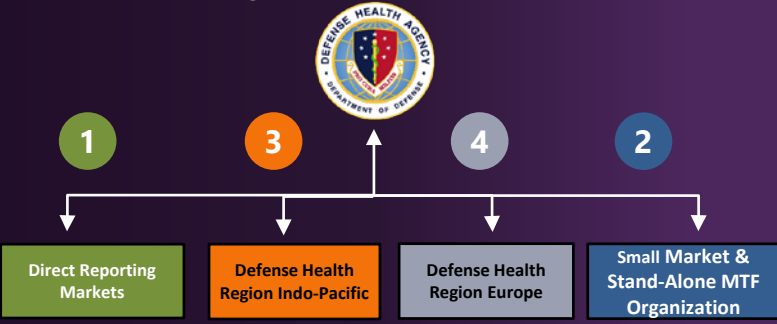 DEFENSE HEALTH AGENCY
DEPARTMENT OF DEFENSE
1
3
4
2
Direct Reporting
Markets
Defense Health
Region Indo-Pacific
Defense Health
Region Europe
Small Market &
Stand-Alone MTF
Organization